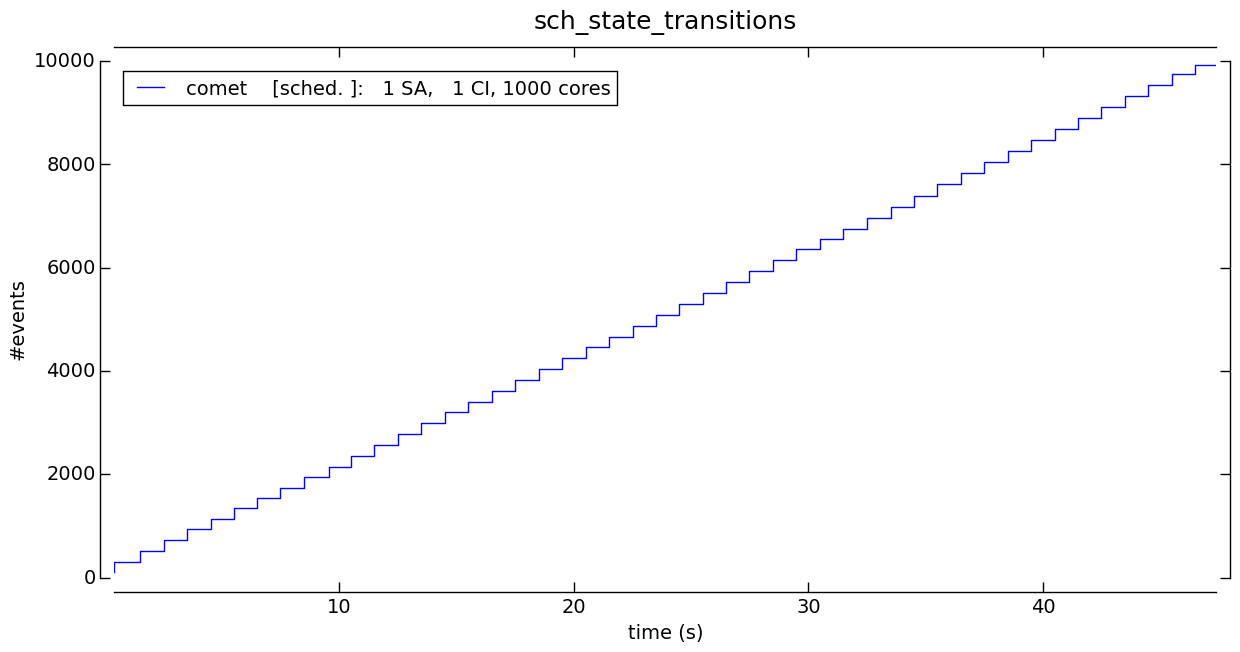 sch_state_transitions
10000
8000
6000
4000
2000
0
#events
comet [sched. ]: 1 SA, 1 CI, 1000 cores
10 20 30 40
time (s)